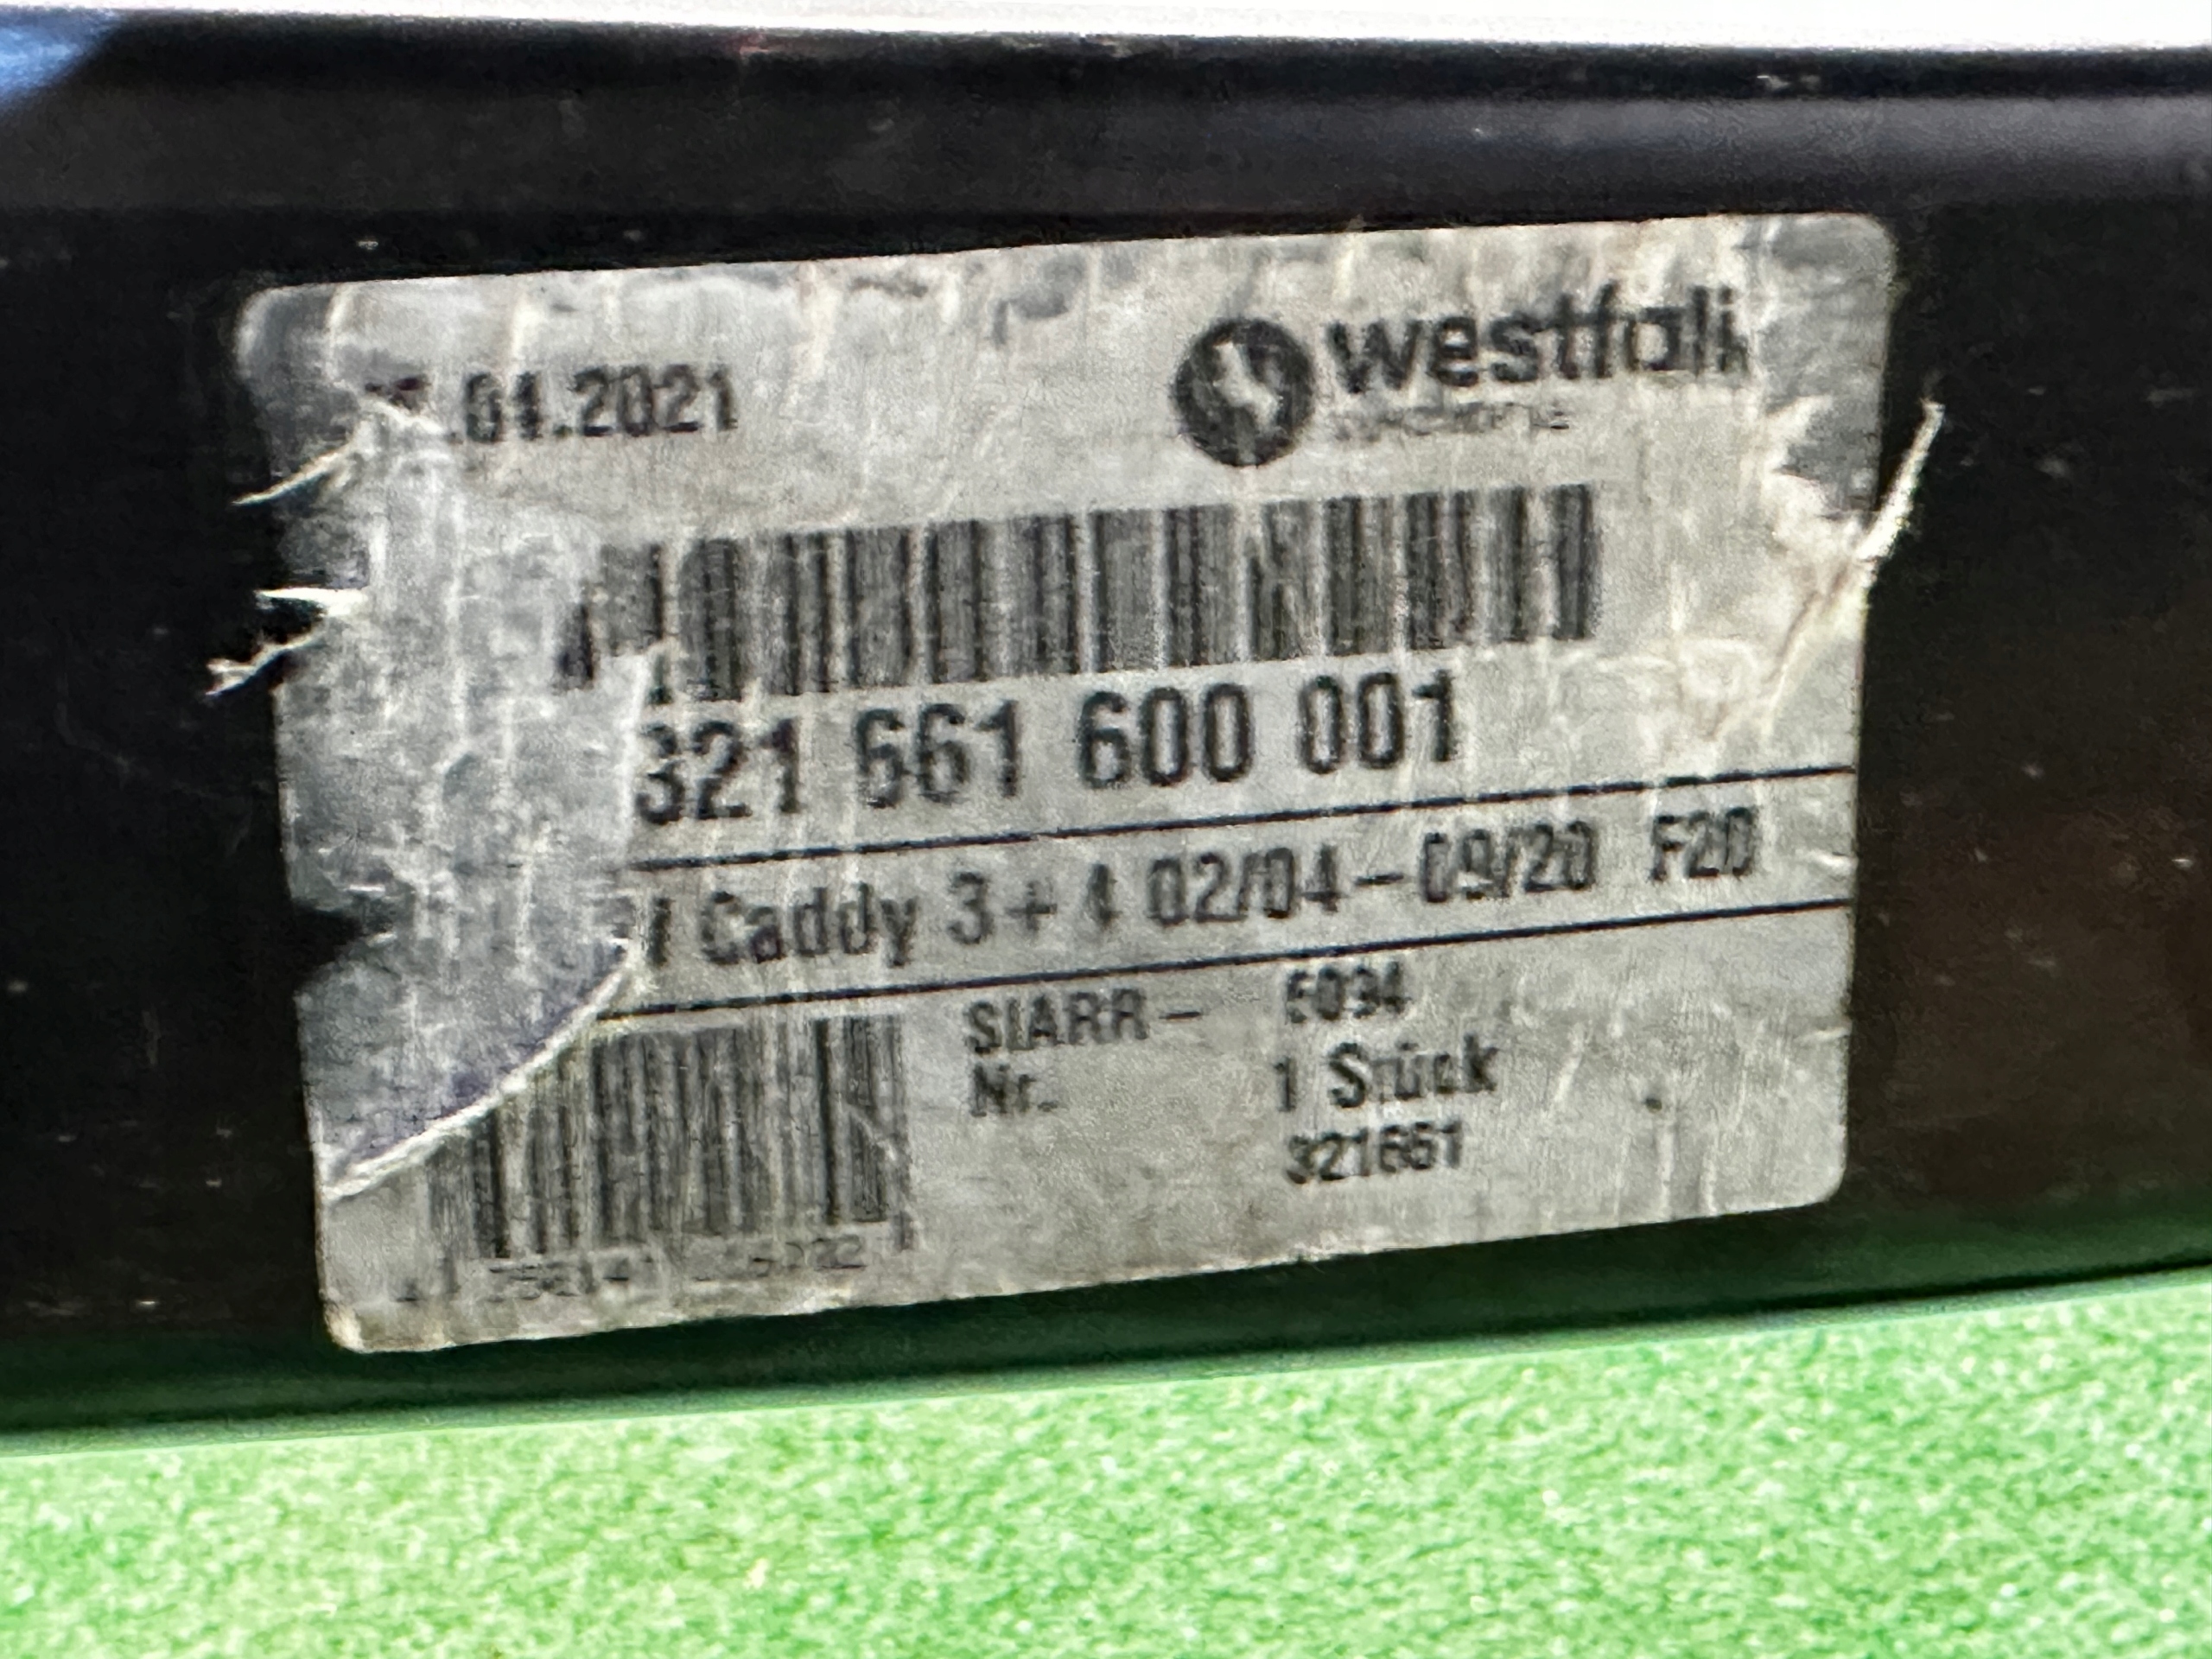 .04.2021
westfali
321 661 600 001
Caddy 3+4 02/04-09/20 F20
SIARR- 5094
Nr. 1 Stück
321661